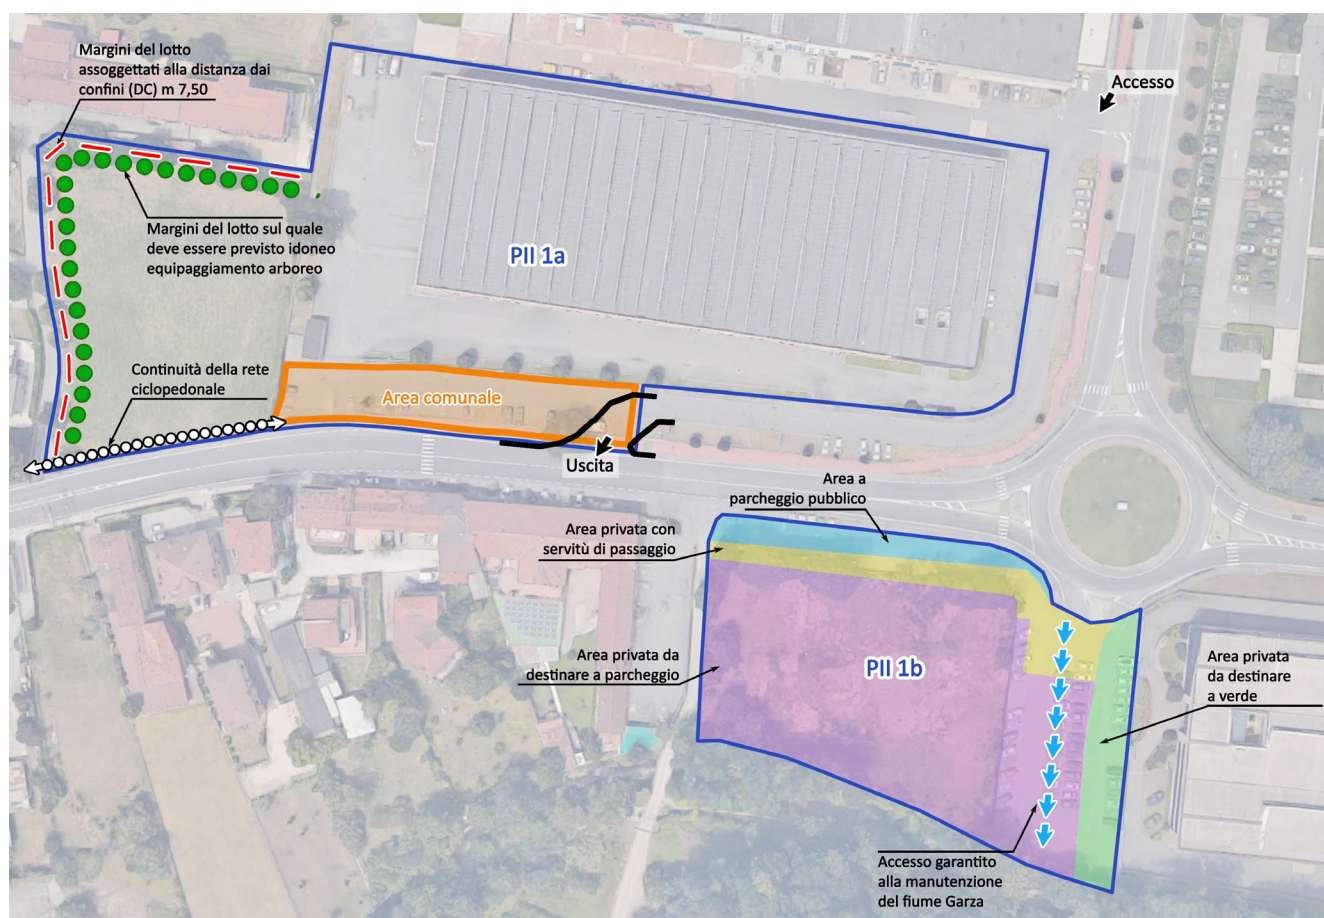 Margini del lotto
assoggettati alla distanza dai
confini (DC) m 7,50
Accesso
Margini del lotto sul quale
deve essere previsto idoneo
equipaggiamento arboreo
PII 1a
Continuità della rete
ciclopedonale
Area comunale
Uscita
Area a
parcheggio pubblico
Area privata con
servitù di passaggio
Area privata da
destinare a parcheggio
PII 1b
Area privata
da destinare
a verde
Accesso garantito
alla manutenzione
del fiume Garza